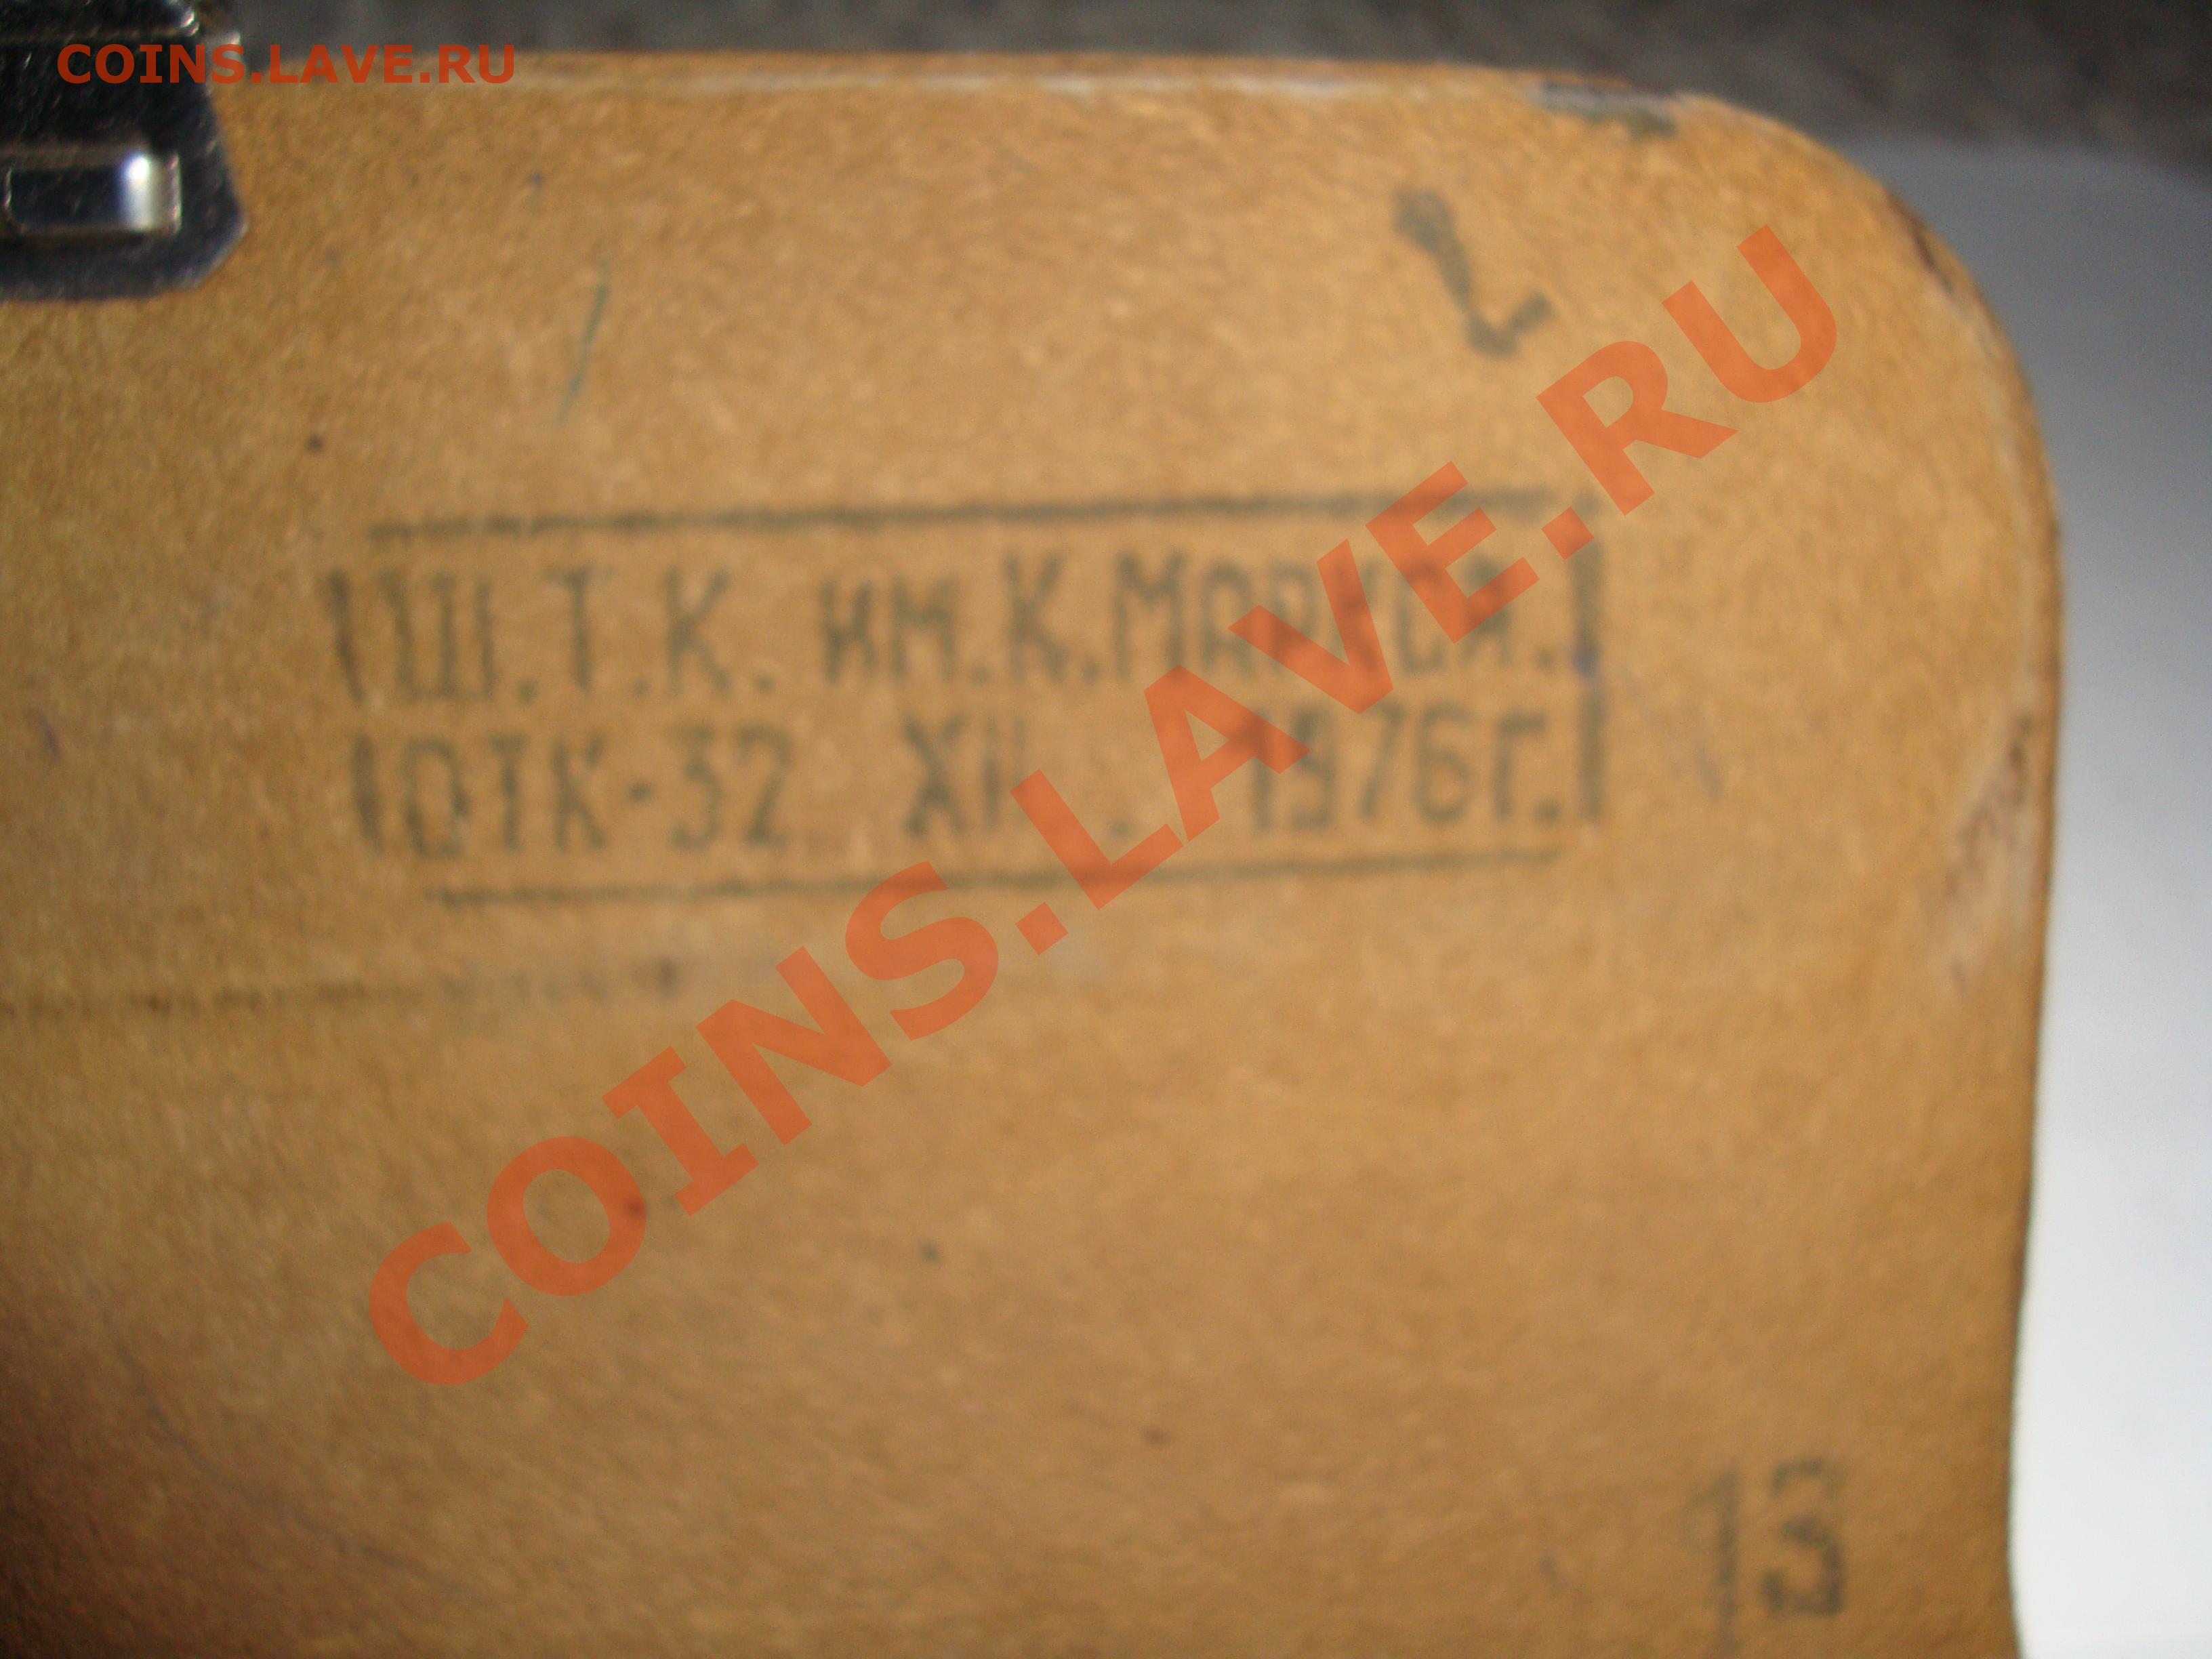 COINS.LAVE.RU
Ш.Т.К. им.К.Маркса.
ОТК-32 XII . 1976г.
COINS.LAVE.RU
13